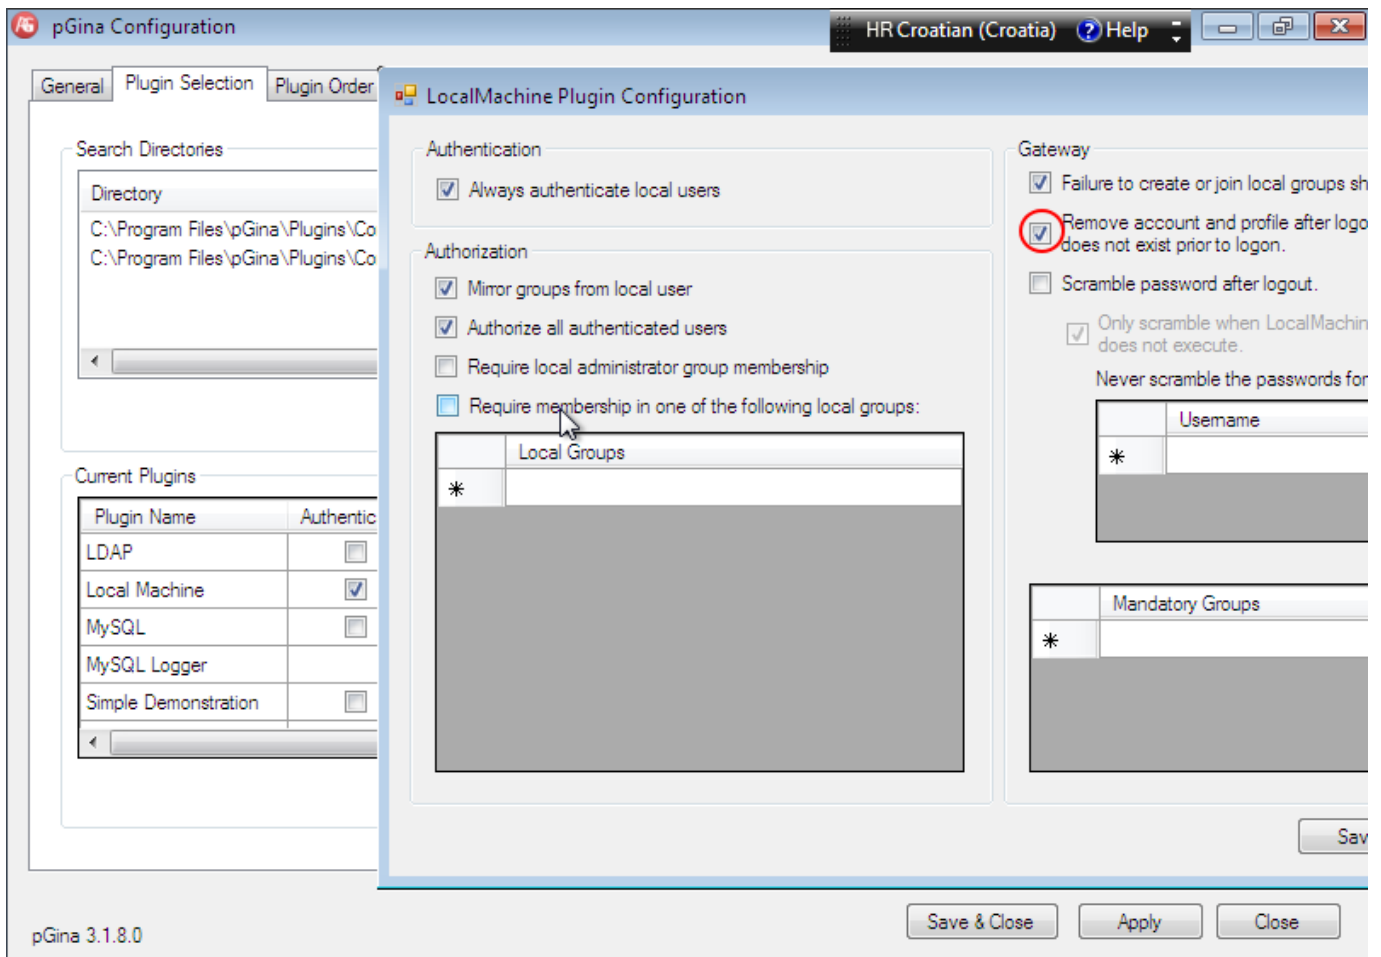 pGina Configuration
HR Croatian (Croatia)
Help
General
Plugin Selection
Plugin Order
Search Directories
Directory
C:\Program Files\pGina\Plugins\Co
C:\Program Files\pGina\Plugins\Co
Current Plugins
Plugin Name
Authentic
LDAP
Local Machine
MySQL
MySQL Logger
Simple Demonstration
LocalMachine Plugin Configuration
Authentication
Always authenticate local users
Authorization
Mirror groups from local user
Authorize all authenticated users
Require local administrator group membership
Require membership in one of the following local groups:
Local Groups
Gateway
Failure to create or join local groups sh
Remove account and profile after logo
does not exist prior to logon.
Scramble password after logout.
Only scramble when LocalMachin
does not execute.
Never scramble the passwords for
Username
Mandatory Groups
Sav
Save & Close
Apply
Close
pGina 3.1.8.0